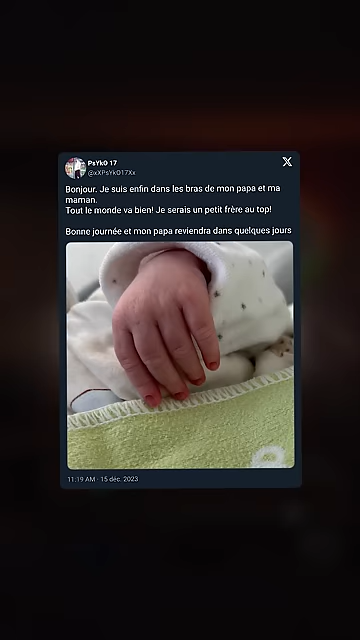 PsYkO 17
@xXPsYkO17Xx
Bonjour. Je suis enfin dans les bras de mon papa et ma
maman.
Tout le monde va bien! Je serais un petit frère au top!
Bonne journée et mon papa reviendra dans quelques jours
11:19 AM · 15 déc. 2023